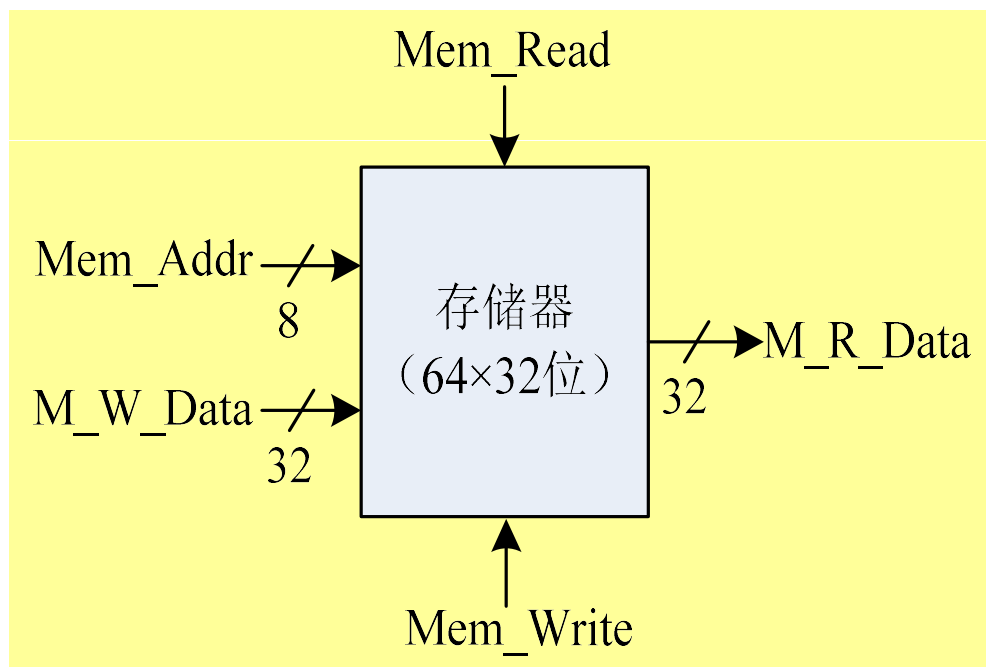 Mem_Read
Mem_Addr
8
存储器
（64×32位）
M_R_Data
32
M_W_Data
32
Mem_Write